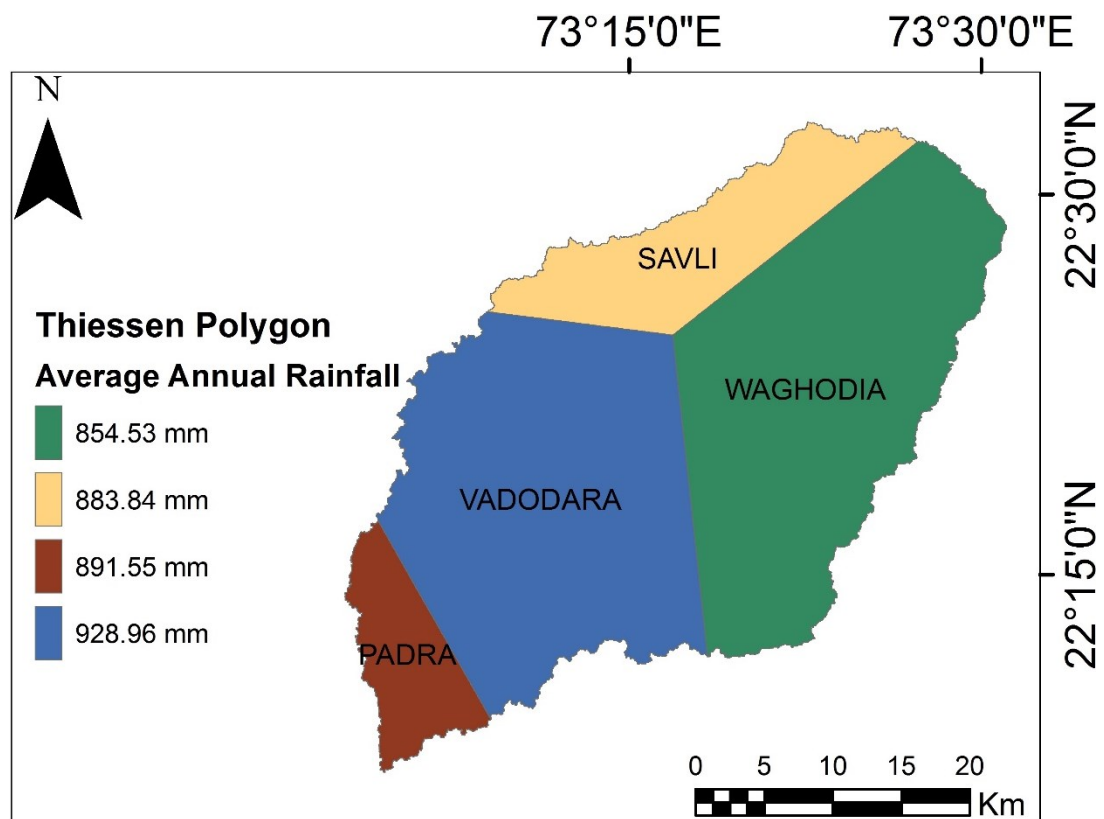 73°15'0"E 73°30'0"E
N
22°30'0"N
SAVLI
Thiessen Polygon
Average Annual Rainfall
WAGHODIA
854.53 mm
883.84 mm
VADODARA
891.55 mm
22°15'0"N
928.96 mm
PADRA
0 5 10 15 20
Km